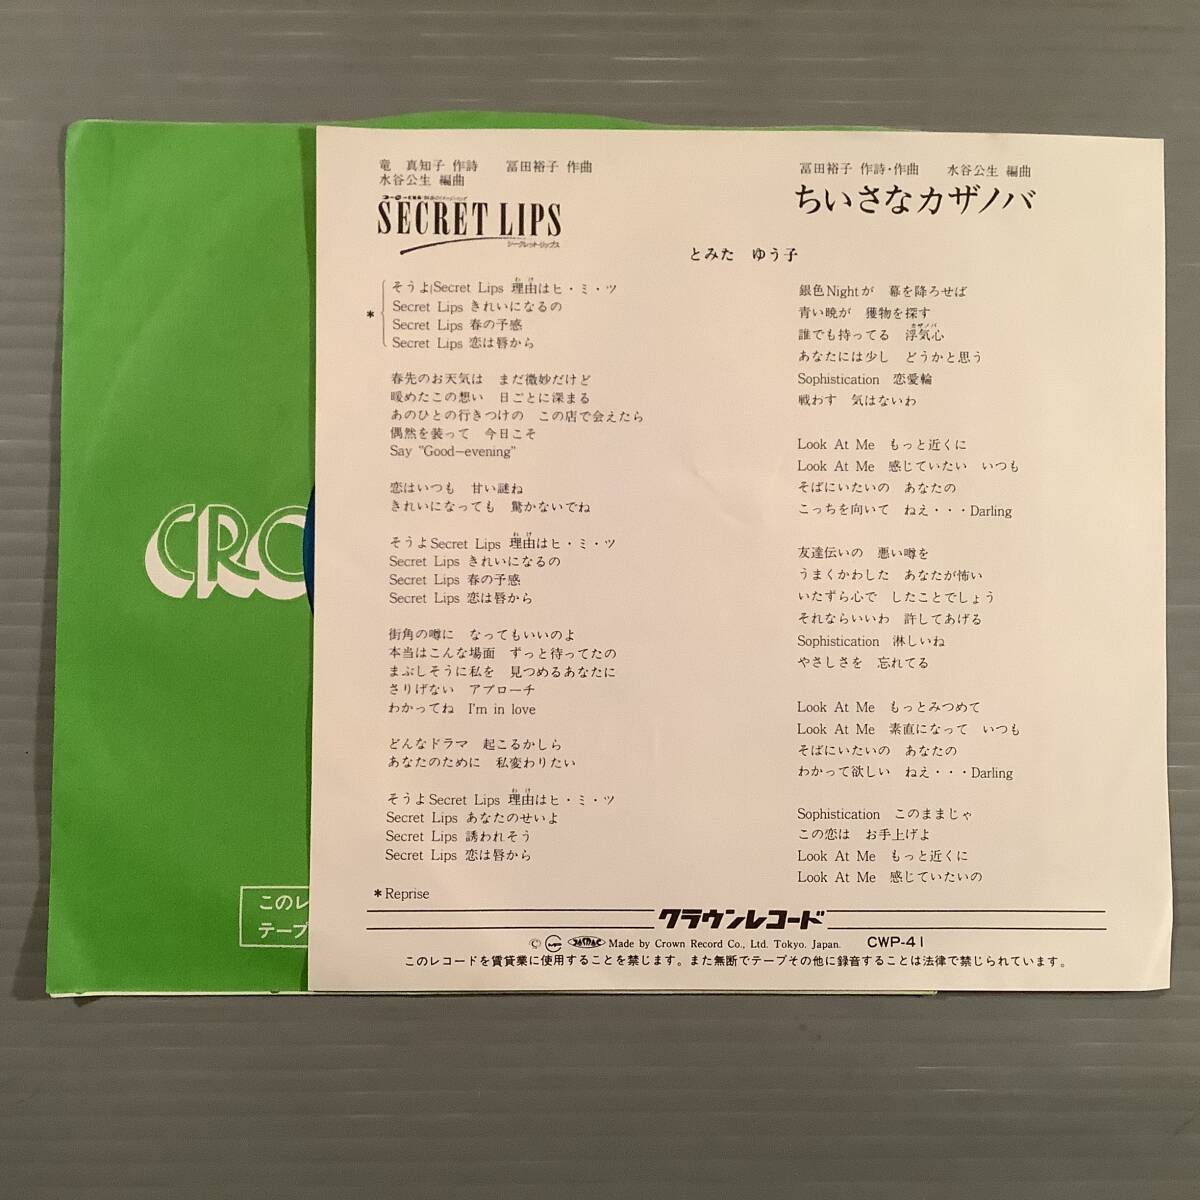 竜 真知子 作詩 冨田裕子 作曲
水谷公生 編曲
SECRET LIPS
シークレット・リップス
冨田裕子 作詩・作曲 水谷公生 編曲
ちいさなカザノバ
とみた ゆう子
＊
わけ
そうよSecret Lips 理由はヒ・ミ・ツ
Secret Lips きれいになるの
Secret Lips 春の予感
Secret Lips 恋は唇から
春先のお天気は まだ微妙だけど
暖めたこの想い 日ごとに深まる
あのひとの行きつけの この店で会えたら
偶然を装って 今日こそ
Say "Good-evening"
恋はいつも 甘い謎ね
きれいになっても 驚かないでね
わけ
そうよSecret Lips 理由はヒ・ミ・ツ
Secret Lips きれいになるの
Secret Lips 春の予感
Secret Lips 恋は唇から
街角の噂に なってもいいのよ
本当はこんな場面 ずっと待ってたの
まぶしそうに私を 見つめるあなたに
さりげない アプローチ
わかってね I'm in love
どんなドラマ 起こるかしら
あなたのために 私変わりたい
わけ
そうよSecret Lips 理由はヒ・ミ・ツ
Secret Lips あなたのせいよ
Secret Lips 誘われそう
Secret Lips 恋は唇から
＊Reprise
銀色Nightが 幕を降ろせば
青い晩が 獲物を探す
カザノバ
誰でも持ってる 浮気心
あなたには少し どうかと思う
Sophistication 恋愛輪
戦わす 気はないわ
Look At Me もっと近くに
Look At Me 感じていたい いつも
そばにいたいの あなたの
こっちを向いて ねえ・・・Darling
友達伝いの 悪い噂を
うまくかわした あなたが怖い
いたずら心で したことでしょう
それならいいわ 許してあげる
Sophistication 淋しいね
やさしさを 忘れてる
Look At Me もっとみつめて
Look At Me 素直になって いつも
そばにいたいの あなたの
わかって欲しい ねえ・・・Darling
Sophistication このままじゃ
この恋は お手上げよ
Look At Me もっと近くに
Look At Me 感じていたいの
クラウンレコード
Ⓒ JASRAC Made by Crown Record Co., Ltd. Tokyo. Japan. CWP-41
このレコードを賃貸業に使用することを禁じます。また無断でテープその他に録音することは法律で禁じられています。
CRO
このレ
テープ